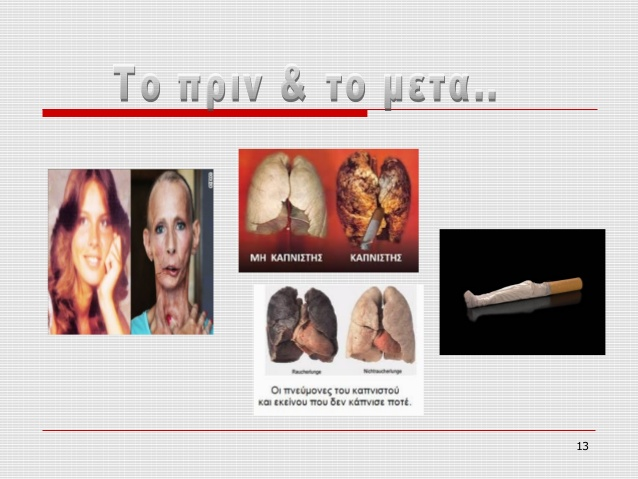 Το πριν & το μετα..
ΜΗ ΚΑΠΝΙΣΤΗΣ ΚΑΠΝΙΣΤΗΣ
Raucherlunge Nichtraucherlunge
Οι πνεύμονες του καπνιστού
και εκείνου που δεν κάπνισε ποτέ.
13